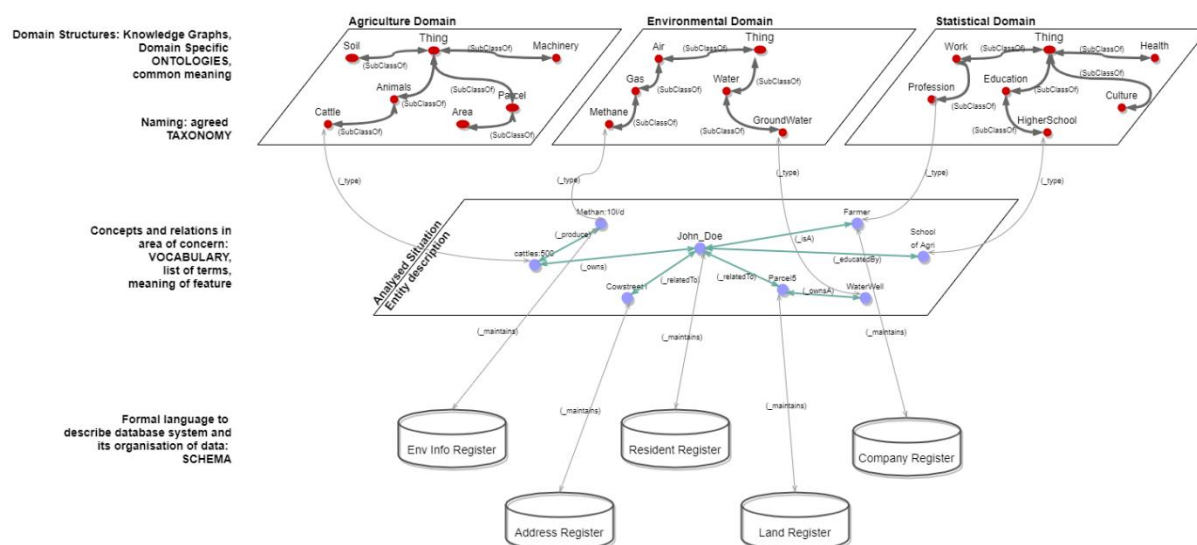 Agriculture Domain
Environmental Domain
Statistical Domain
Domain Structures: Knowledge Graphs,
Domain Specific
ONTOLOGIES,
common meaning
Naming: agreed
TAXONOMY
Soil
Thing
Machinery
(SubClassOf)
(SubClassOf)
Animals
(SubClassOf)
(SubClassOf)
Parcel
Cattle
Area
(SubClassOf)
(SubClassOf)
Air
Thing
(SubClassOf)
Gas
(SubClassOf)
Water
(SubClassOf)
Methane
(SubClassOf)
GroundWater
(SubClassOf)
Work
Thing
Health
(SubClassOf)
(SubClassOf)
Education
(SubClassOf)
Profession
(SubClassOf)
(SubClassOf)
Culture
HigherSchool
(SubClassOf)
(_type)
(_type)
(_type)
(_type)
(_type)
Concepts and relations in
area of concern:
VOCABULARY,
list of terms,
meaning of feature
Analysed Situation
Entity description
Methan:10l/d
(_produce)
cattles:500
(_owns)
John_Doe
(_isA)
Farmer
School
of Agri
(_educatedBy)
Cowstreet1
(_relatedTo)
(_relatedTo)
Parcel5
(_ownsA)
WaterWell
(_maintains)
(_maintains)
(_maintains)
(_maintains)
(_maintains)
Formal language to
describe database system and
its organisation of data:
SCHEMA
Env Info Register
Resident Register
Company Register
Address Register
Land Register